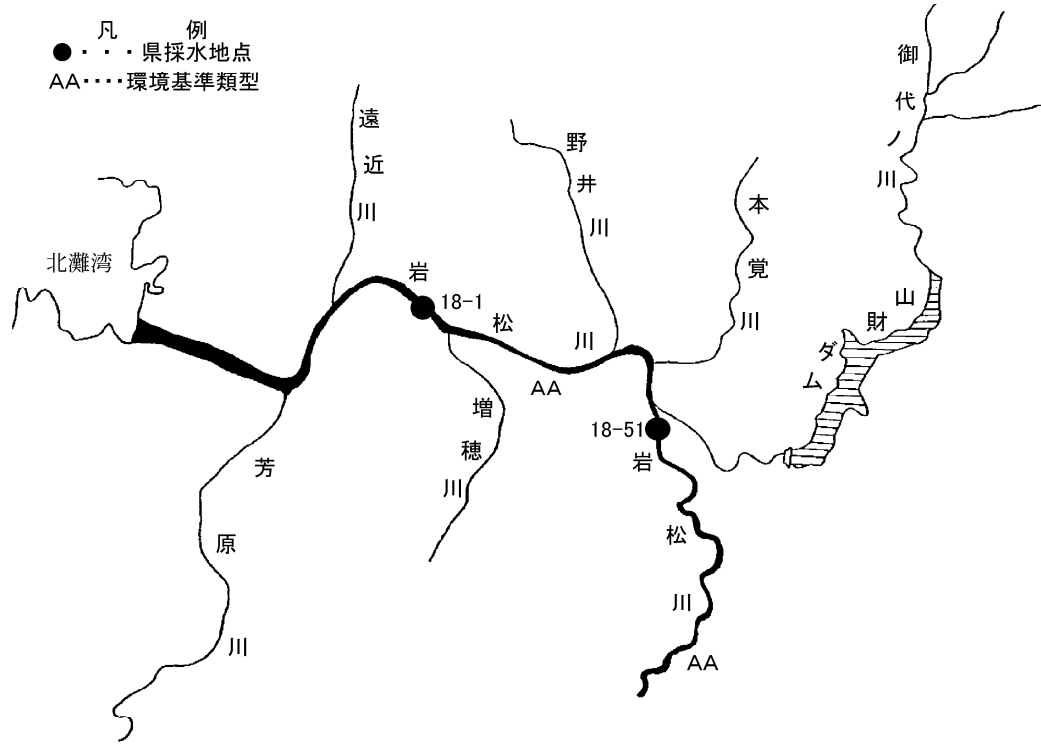 凡 例
●・・・県採水地点
AA‥‥環境基準類型
御代ノ川
遠近川
野井川
本覚川
北灘湾
岩松川
18-1
山財ダム
AA
増穂川
18-51
芳原川
岩松川
AA